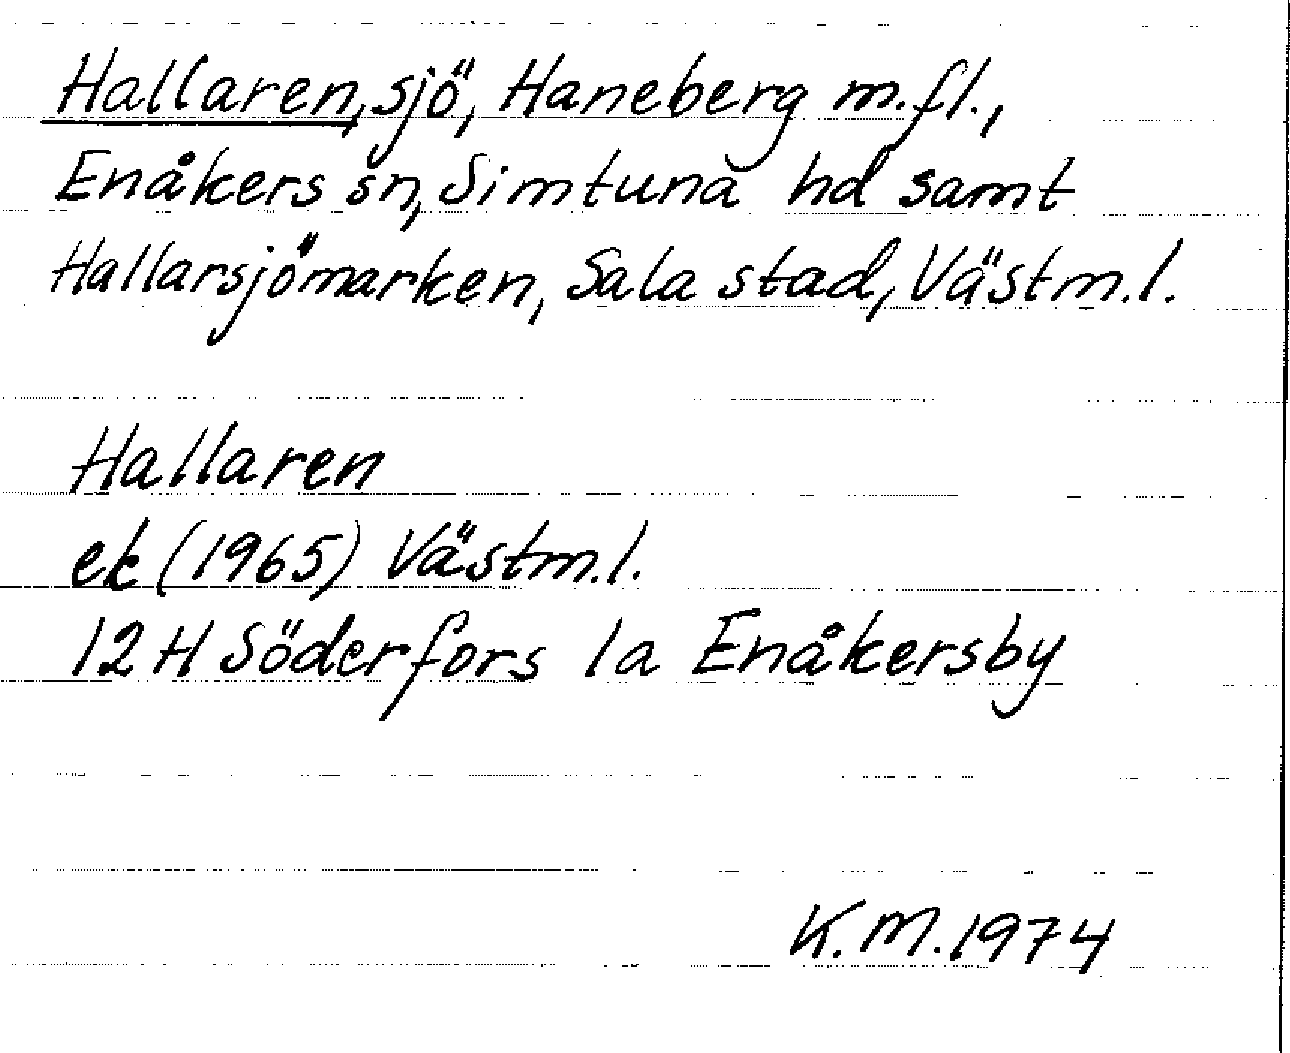 Hallaren, sjö, Haneberg m.fl.,
Enåkers sn, Simtuna hd samt
Hallarsjömarken, Sala stad, Västm.l.
Hallaren
ek (1965) Västm.l.
12H Söderfors 1a Enåkersby
K.M.1974